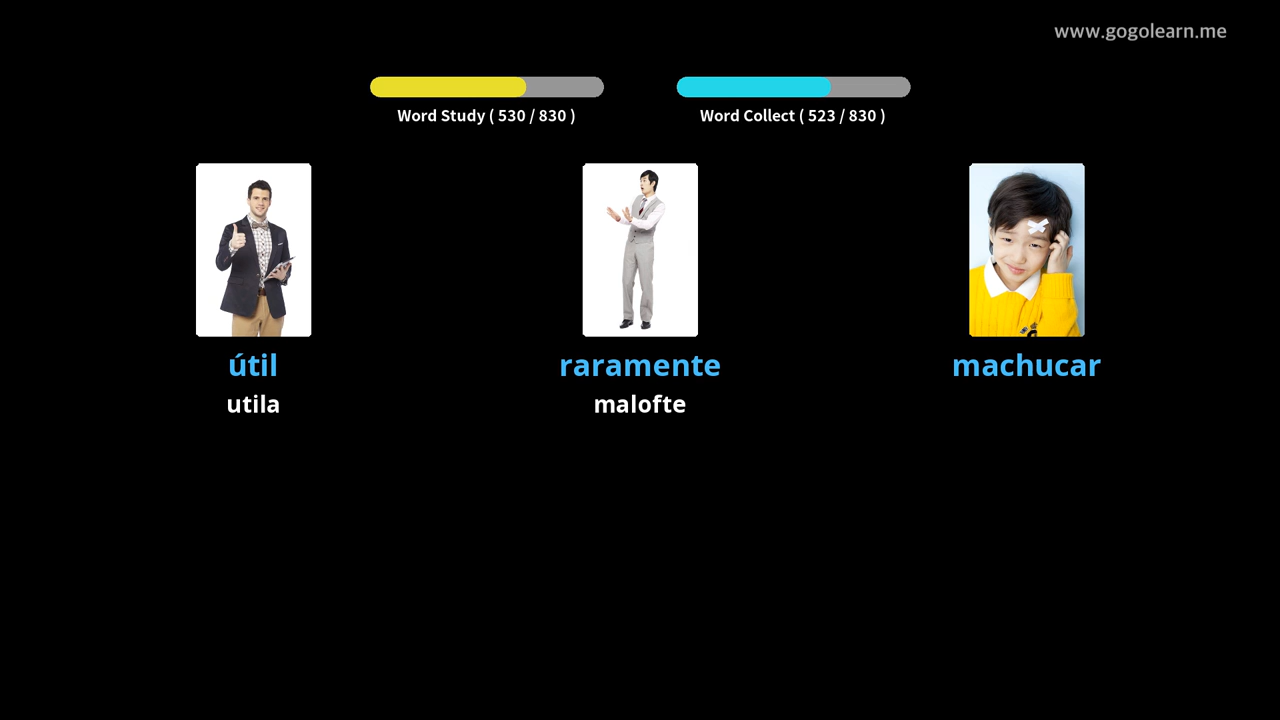 www.gogolearn.me
Word Study ( 530 / 830 )
Word Collect ( 523 / 830 )
útil
utila
raramente
malofte
machucar